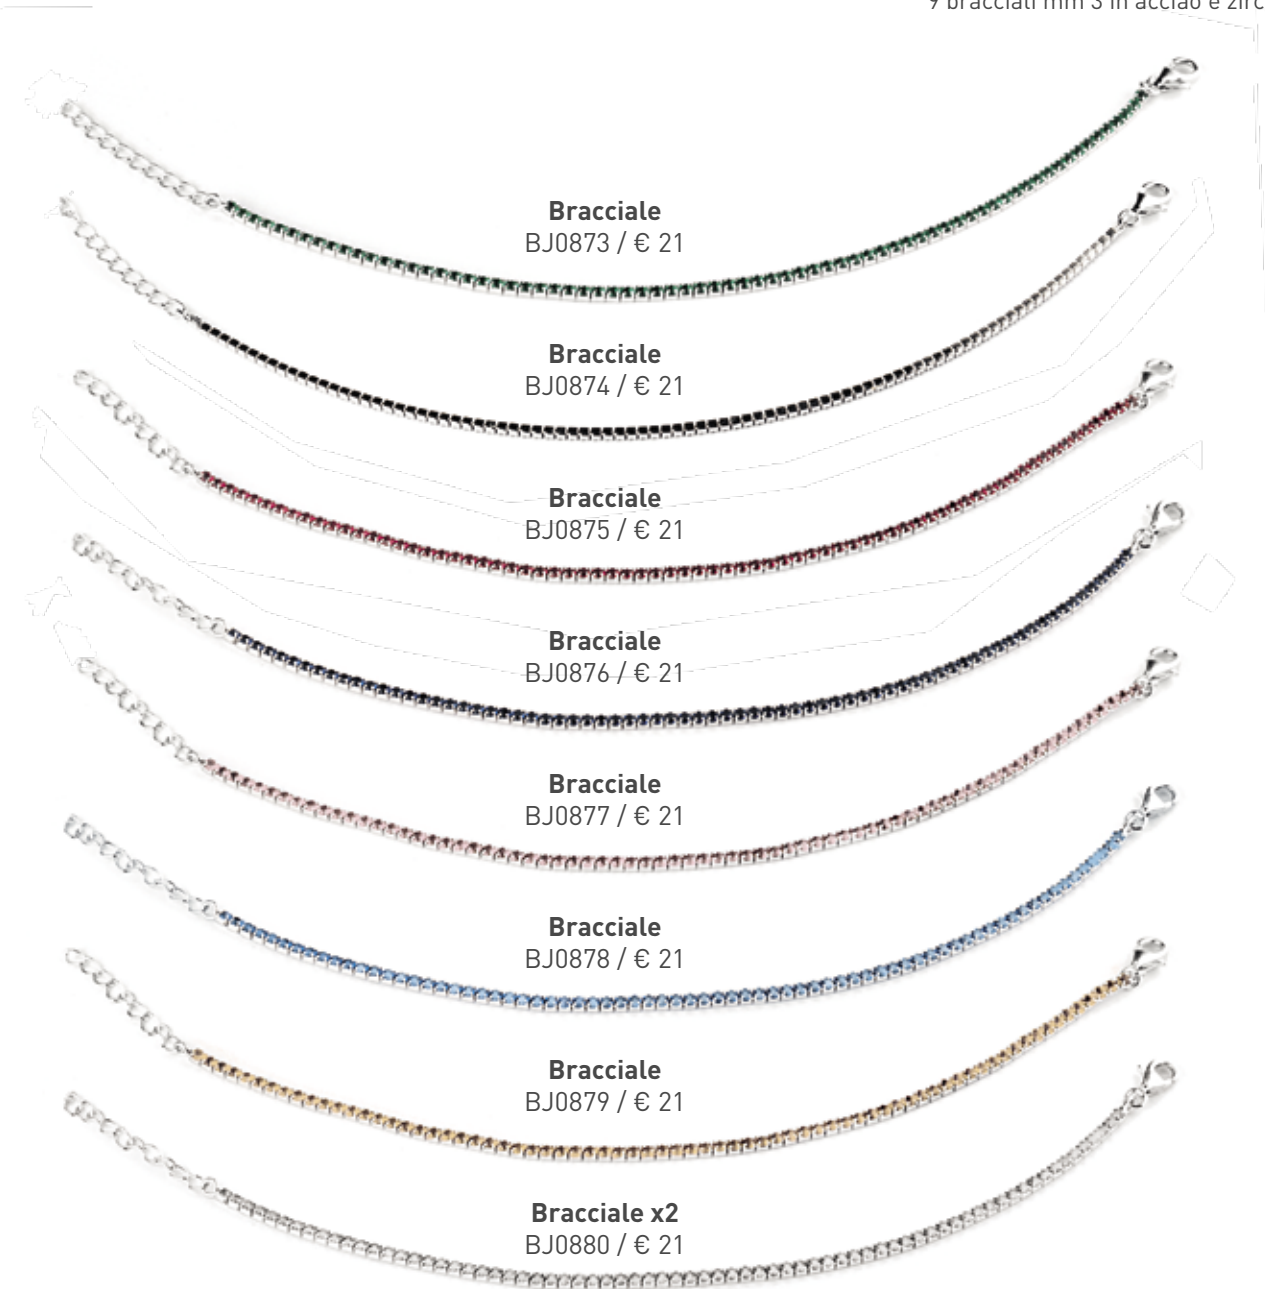 9 bracciali mm 3 in acciao e
Bracciale
BJ0873 / € 21
Bracciale
BJ0874 / € 21
Bracciale
BJ0875 / € 21
Bracciale
BJ0876 / € 21
Bracciale
BJ0877 / € 21
Bracciale
BJ0878 / € 21
Bracciale
BJ0879 / € 21
Bracciale x2
BJ0880 / € 21